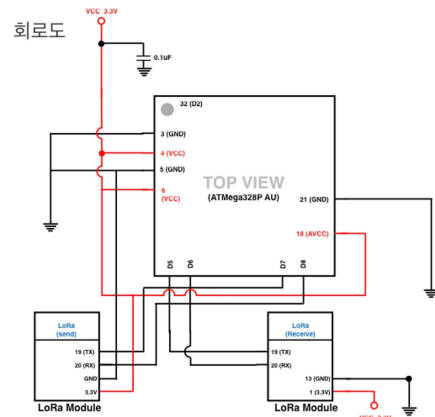 VCC 3.3V
회로도
0.1uF
32 (D2)
3 (GND)
4 (VCC)
5 (GND)
6
(VCC)
TOP VIEW
(ATMega328P AU)
21 (GND)
18 (AVCC)
D5
D6
D7
D8
LoRa
(send)
19 (TX)
20 (RX)
GND
3.3V
LoRa Module
LoRa
(Receive)
19 (TX)
20 (RX)
13 (GND)
1 (3.3V)
LoRa Module